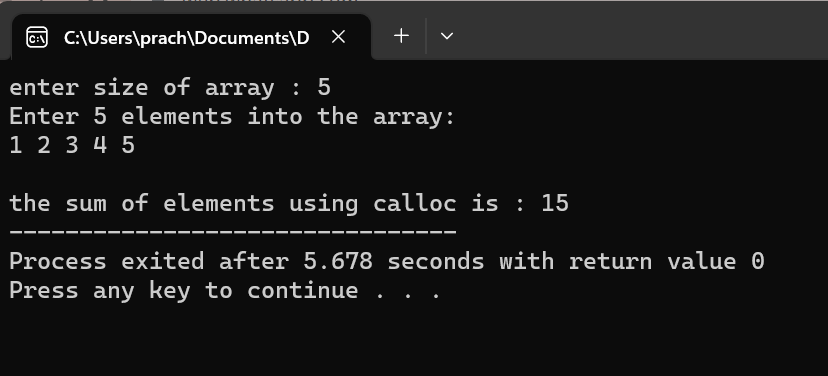 C:\Users\prach\Documents\D
enter size of array : 5
Enter 5 elements into the array:
1 2 3 4 5
the sum of elements using calloc is : 15
--------------------------------
Process exited after 5.678 seconds with return value 0
Press any key to continue . . .